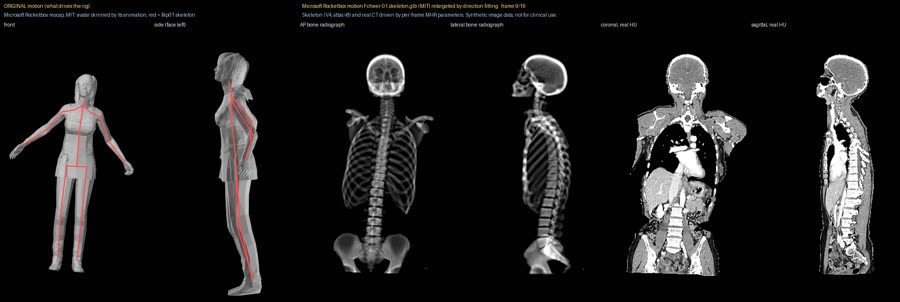 ORIGINAL motion (what drives the rig)
Microsoft Rocketbox mocap, MIT avatar skinned by its animation, red = Bip01 skeleton
front
side (face left)
Microsoft Rocketbox motion f-cheer-01 skeleton.glb (MIT) retargeted by direction fitting frame 9/16
Skeleton (V4, atlas v8) and real CT driven by per frame MHR parameters. Synthetic image data, not for clinical use.
AP bone radiograph
lateral bone radiograph
coronal, real HU
sagittal, real HU